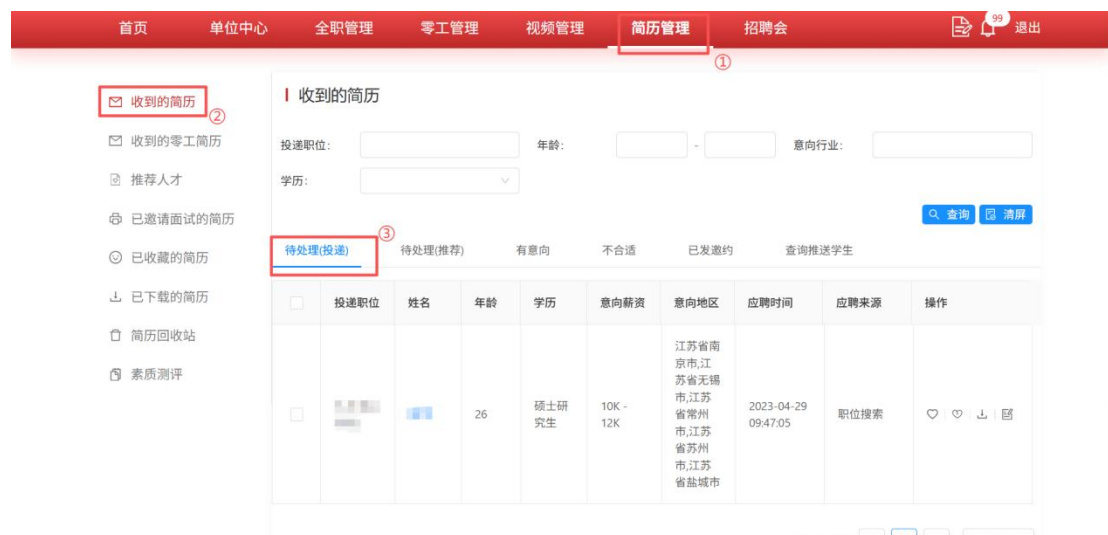 首页 单位中心 全职管理 零工管理 视频管理 简历管理 招聘会 99 退出
①
收到的简历
②
收到的零工简历
推荐人才
已邀请面试的简历
已收藏的简历
已下载的简历
简历回收站
素质测评
收到的简历
投递职位: 年龄: - 意向行业:
学历:
查询 清屏
③
待处理(投递) 待处理(推荐) 有意向 不合适 已发邀约 查询推送学生
投递职位 姓名 年龄 学历 意向薪资 意向地区 应聘时间 应聘来源 操作
26
硕士研
究生
10K -
12K
江苏省南
京市,江
苏省无锡
市,江苏
省常州
市,江苏
省苏州
市,江苏
省盐城市
2023-04-29
09:47:05
职位搜索